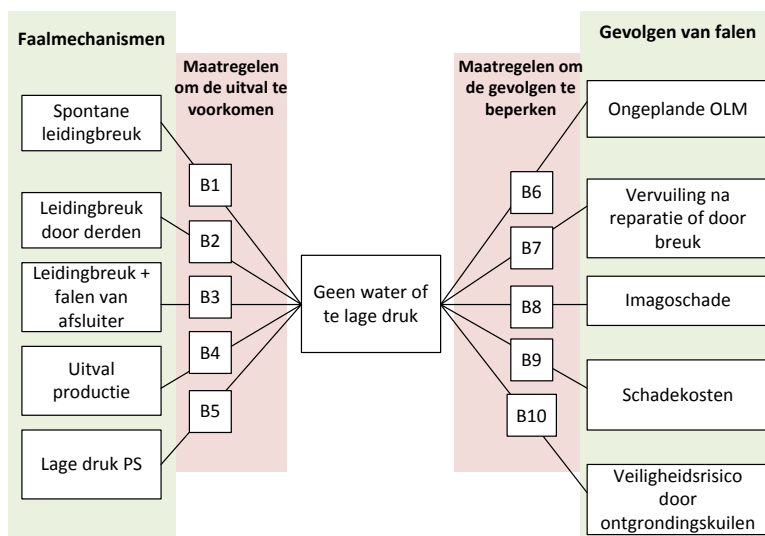 Faalmechanismen
Maatregelen
om de uitval te
voorkomen
Spontane
leidingbreuk
Leidingbreuk
door derden
Leidingbreuk +
falen van
afsluiter
Uitval
productie
Lage druk PS
B1
B2
B3
B4
B5
Geen water of
te lage druk
Maatregelen om
de gevolgen te
beperken
B6
B7
B8
B9
B10
Gevolgen van falen
Ongeplande OLM
Vervuiling na
reparatie of door
breuk
Imagoschade
Schadekosten
Veiligheidsrisico
door
ontgrondingskuilen